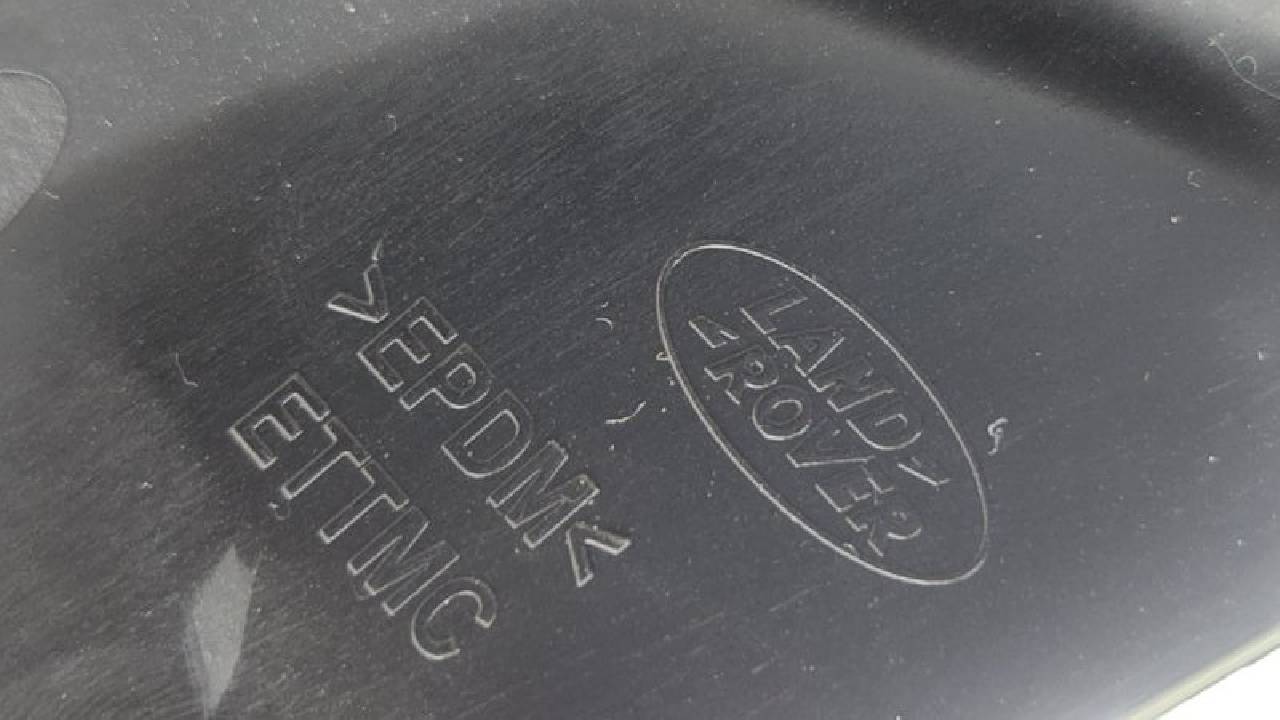 >EPDM<
ETTMC
LAND
ROVER